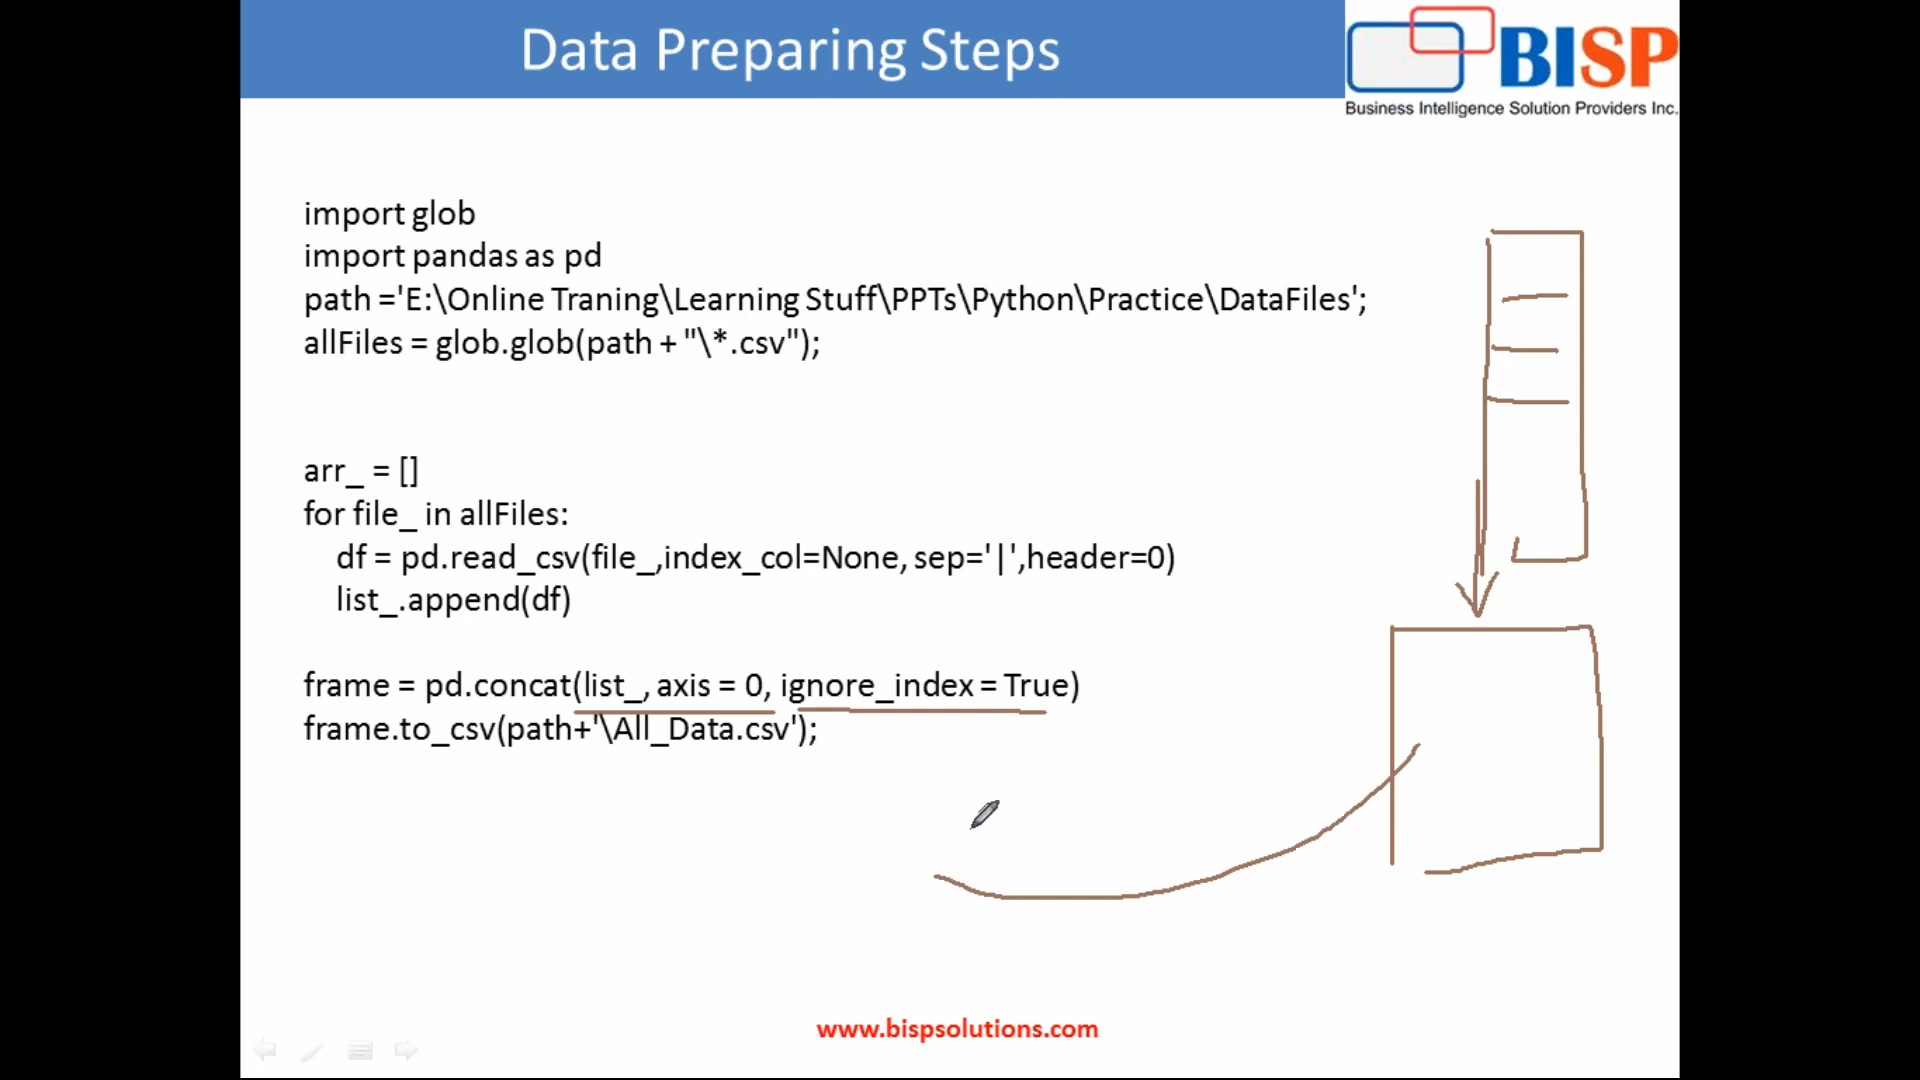 Data Preparing Steps
BISP
Business Intelligence Solution Providers Inc.
import glob
import pandas as pd
path ='E:\Online Traning\Learning Stuff\PPTs\Python\Practice\DataFiles';
allFiles = glob.glob(path + "\*.csv");
arr_ = []
for file_ in allFiles:
df = pd.read_csv(file_,index_col=None, sep='|',header=0)
list_.append(df)
frame = pd.concat(list_, axis = 0, ignore_index = True)
frame.to_csv(path+'\All_Data.csv');
www.bispsolutions.com